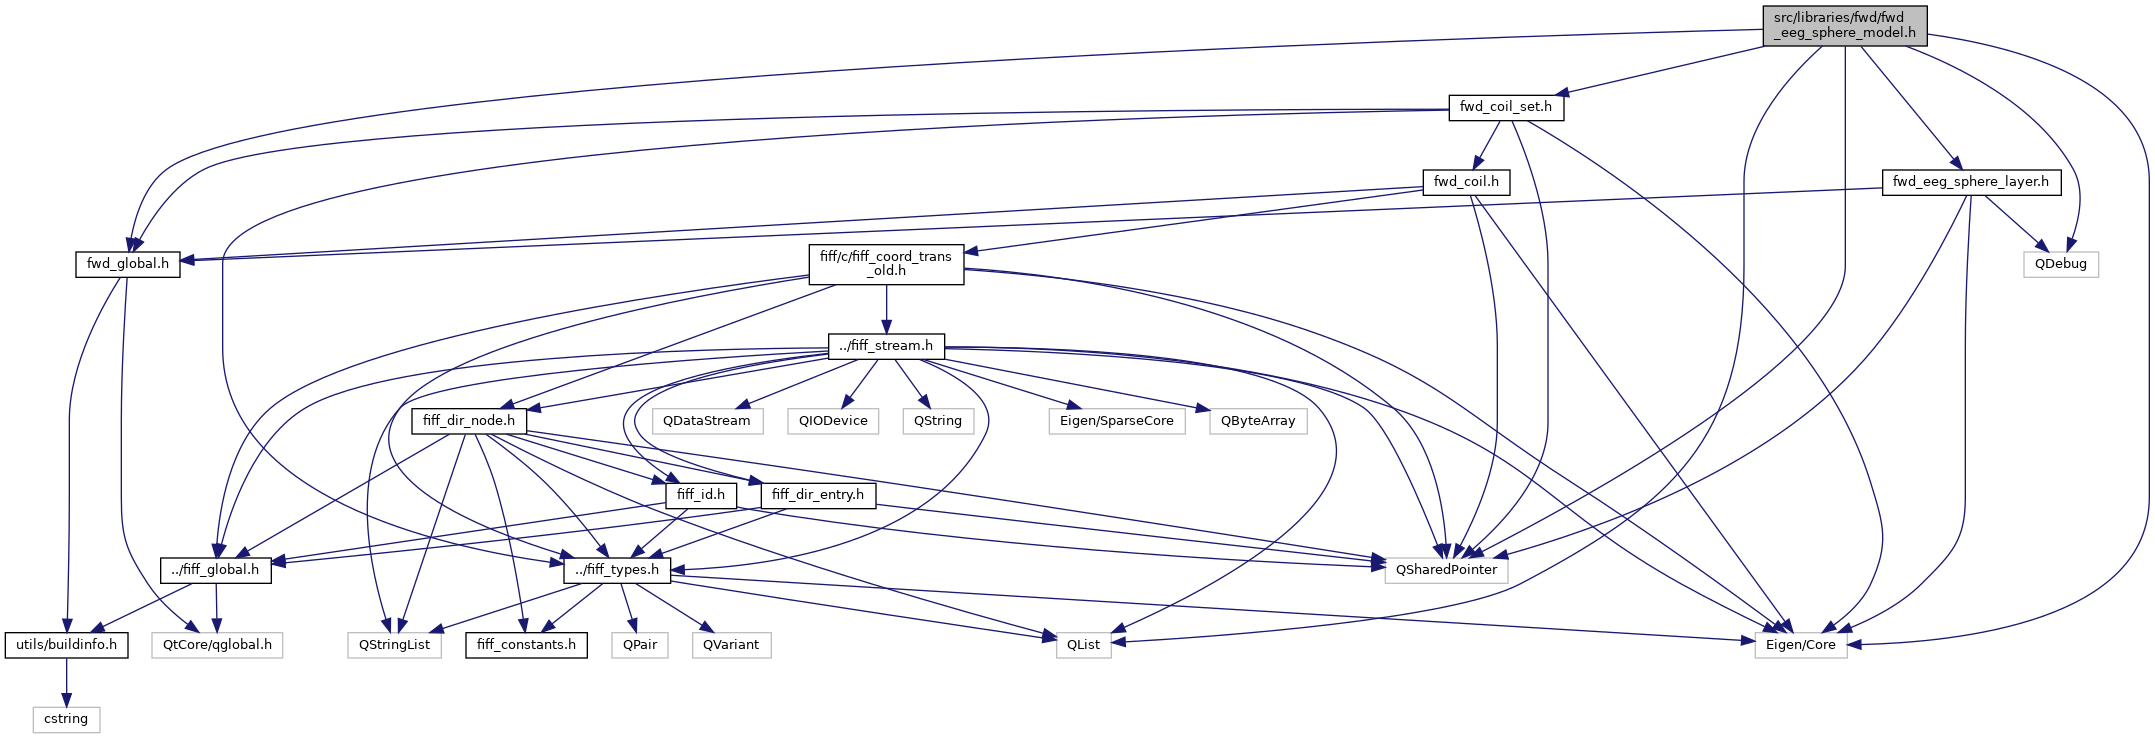 src/libraries/fwd/fwd
_eeg_sphere_model.h
fwd_coil_set.h
fwd_coil.h
fwd_eeg_sphere_layer.h
fwd_global.h
fiff/c/fiff_coord_trans
_old.h
QDebug
../fiff_stream.h
fiff_dir_node.h
QDataStream
QIODevice
QString
Eigen/SparseCore
QByteArray
fiff_id.h
fiff_dir_entry.h
../fiff_global.h
../fiff_types.h
QSharedPointer
utils/buildinfo.h
QtCore/qglobal.h
QStringList
fiff_constants.h
QPair
QVariant
QList
Eigen/Core
cstring